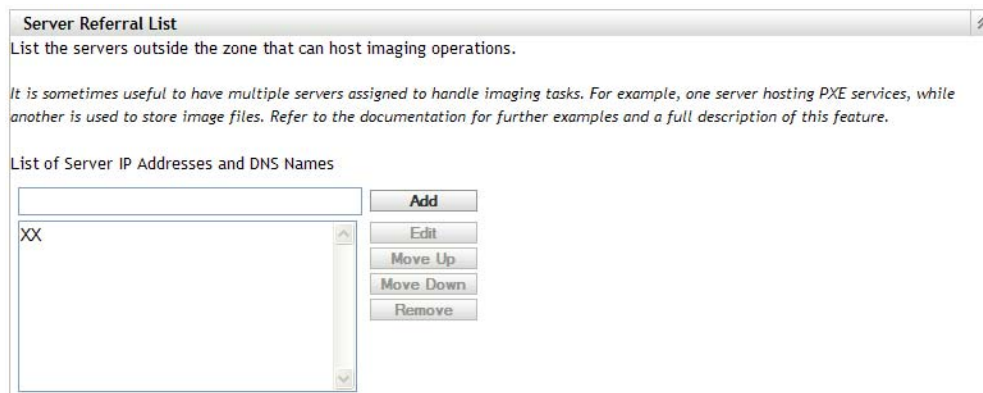 Server Referral List
List the servers outside the zone that can host imaging operations.
It is sometimes useful to have multiple servers assigned to handle imaging tasks. For example, one server hosting PXE services, while
another is used to store image files. Refer to the documentation for further examples and a full description of this feature.
List of Server IP Addresses and DNS Names
Add
XX
Edit
Move Up
Move Down
Remove